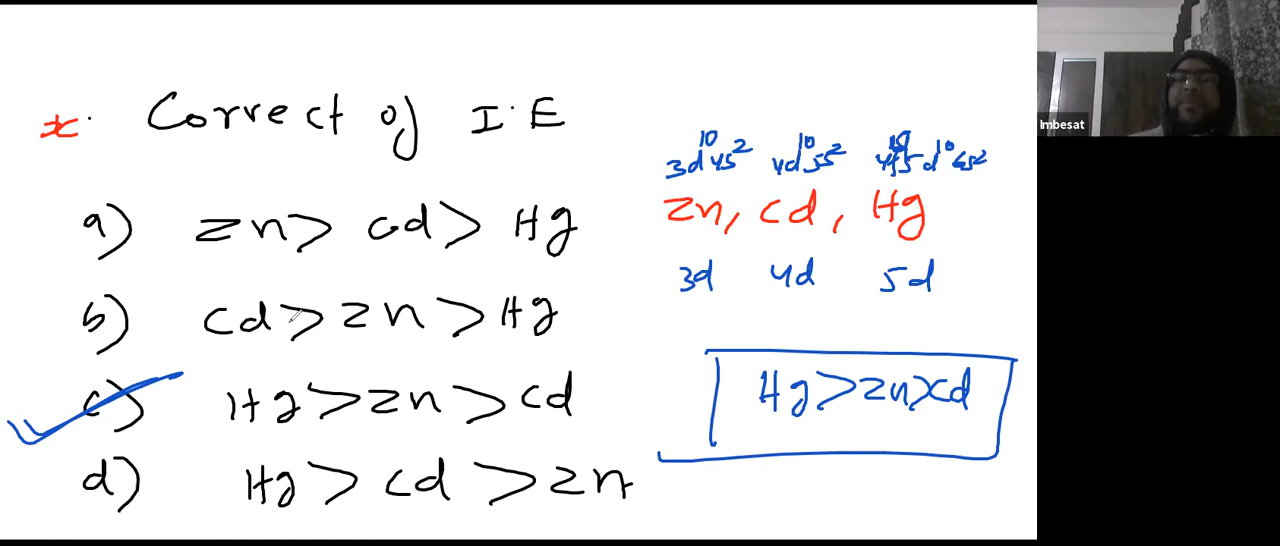 x. Correct of I.E
a) Zn > Cd > Hg
b) Cd > Zn > Hg
c) Hg > Zn > Cd
d) Hg > Cd > Zn
3d¹⁰4s² 4d¹⁰5s² 5d¹⁰6s²
Zn, Cd, Hg
3d 4d 5d
Hg > Zn > Cd
Imbesat